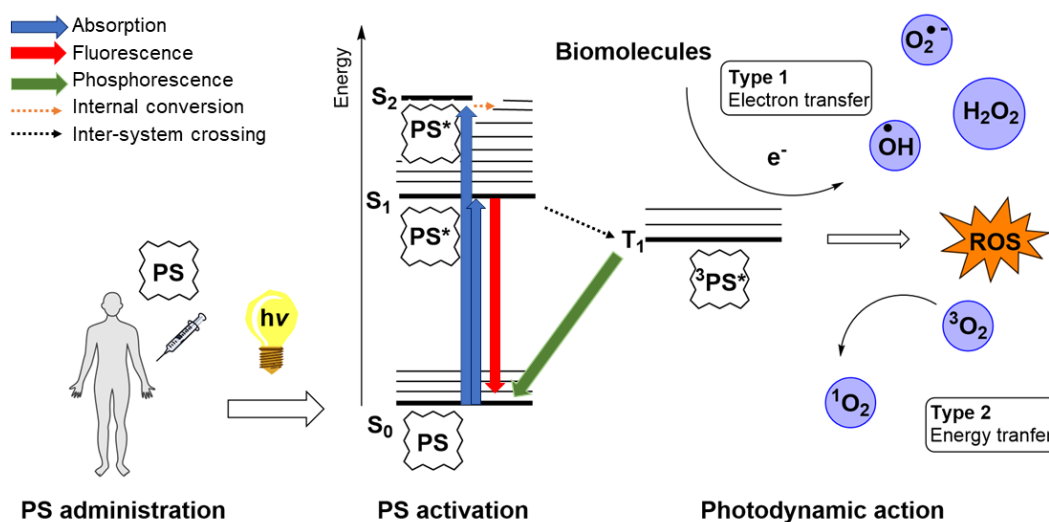 Absorption
Fluorescence
Phosphorescence
Internal conversion
Inter-system crossing
Energy
S₂
PS*
S₁
PS*
S₀
PS
PS
hν
Biomolecules
Type 1
Electron transfer
e⁻
O₂•⁻
H₂O₂
•OH
T₁
³PS*
ROS
³O₂
¹O₂
Type 2
Energy tranfer
PS administration
PS activation
Photodynamic action